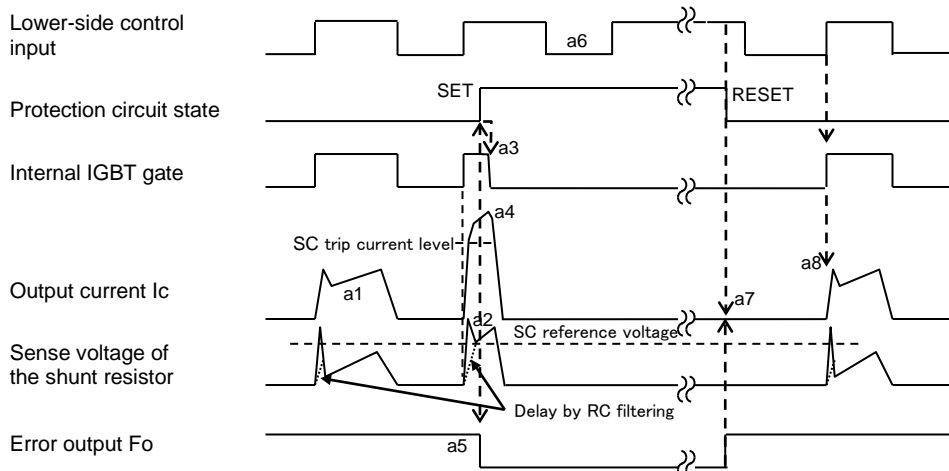 Lower-side control
input
a6
SET
RESET
Protection circuit state
a3
Internal IGBT gate
a4
SC trip current level
a8
Output current Ic
a1
a7
a2
SC reference voltage
Sense voltage of
the shunt resistor
Delay by RC filtering
Error output Fo
a5